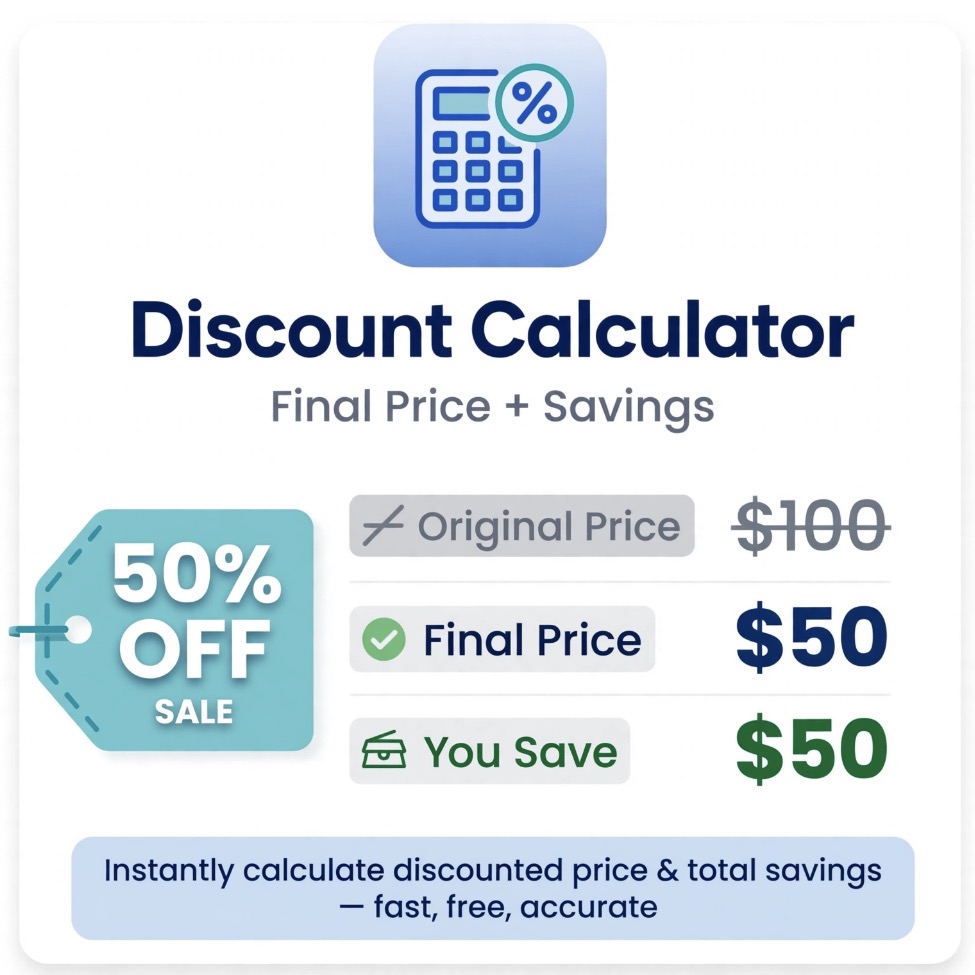 %
Discount Calculator
Final Price + Savings
50%
OFF
SALE
Original Price $100
Final Price $50
You Save $50
Instantly calculate discounted price & total savings
— fast, free, accurate